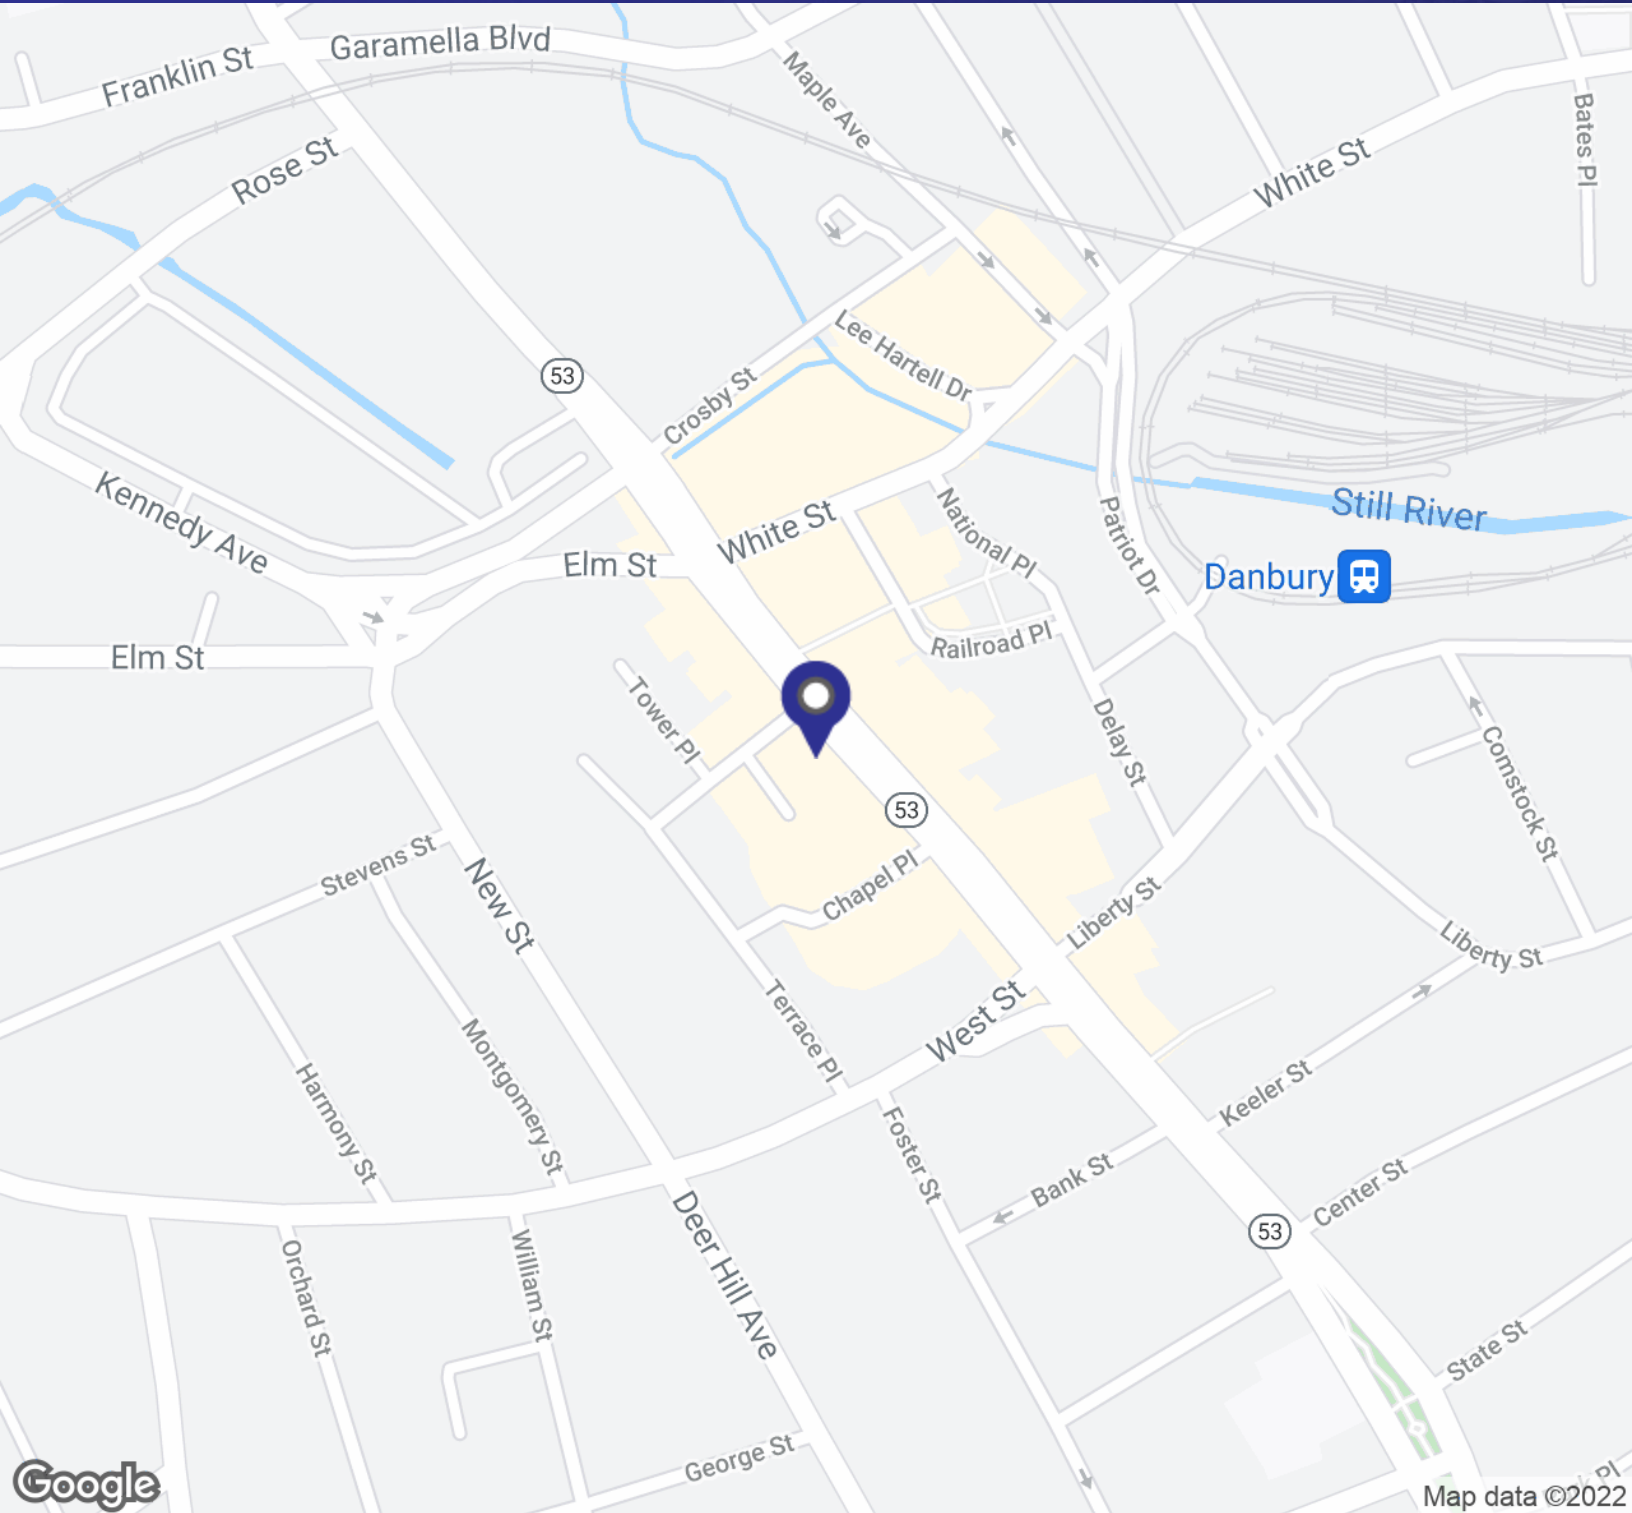 Garamella Blvd
Franklin St
Maple Ave
Bates Pl
White St
Rose St
Lee Hartell Dr
53
Crosby St
Kennedy Ave
White St
National Pl
Patriot Dr
Still River
Elm St
Danbury
Railroad Pl
Elm St
Tower Pl
Delay St
Comstock St
53
Stevens St
New St
Chapel Pl
Liberty St
Liberty St
West St
Terrace Pl
Montgomery St
Harmony St
Keeler St
Foster St
Bank St
Center St
53
Deer Hill Ave
Orchard St
William St
State St
George St
Pl
Google
Map data ©2022